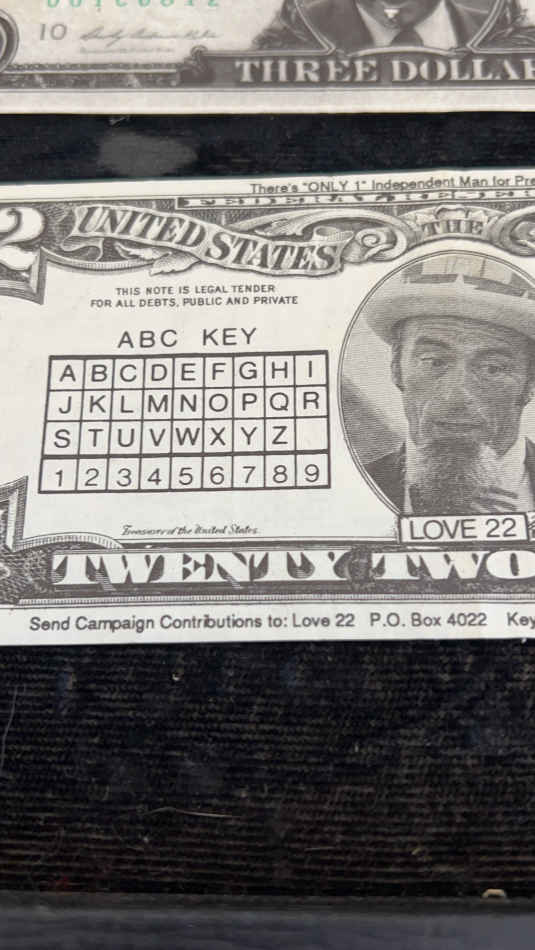 IO
THREE DOLLAR
There's "ONLY 1" Independent Man for Pre
UNITED STATES
THE
2
THIS NOTE IS LEGAL TENDER
FOR ALL DEBTS, PUBLIC AND PRIVATE
ABC KEY
A B C D E F G H I
J K L M N O P Q R
S T U V W X Y Z
1 2 3 4 5 6 7 8 9
Treasurer of the United States.
LOVE 22
TWENTY TWO
Send Campaign Contributions to: Love 22 P.O. Box 4022 Key